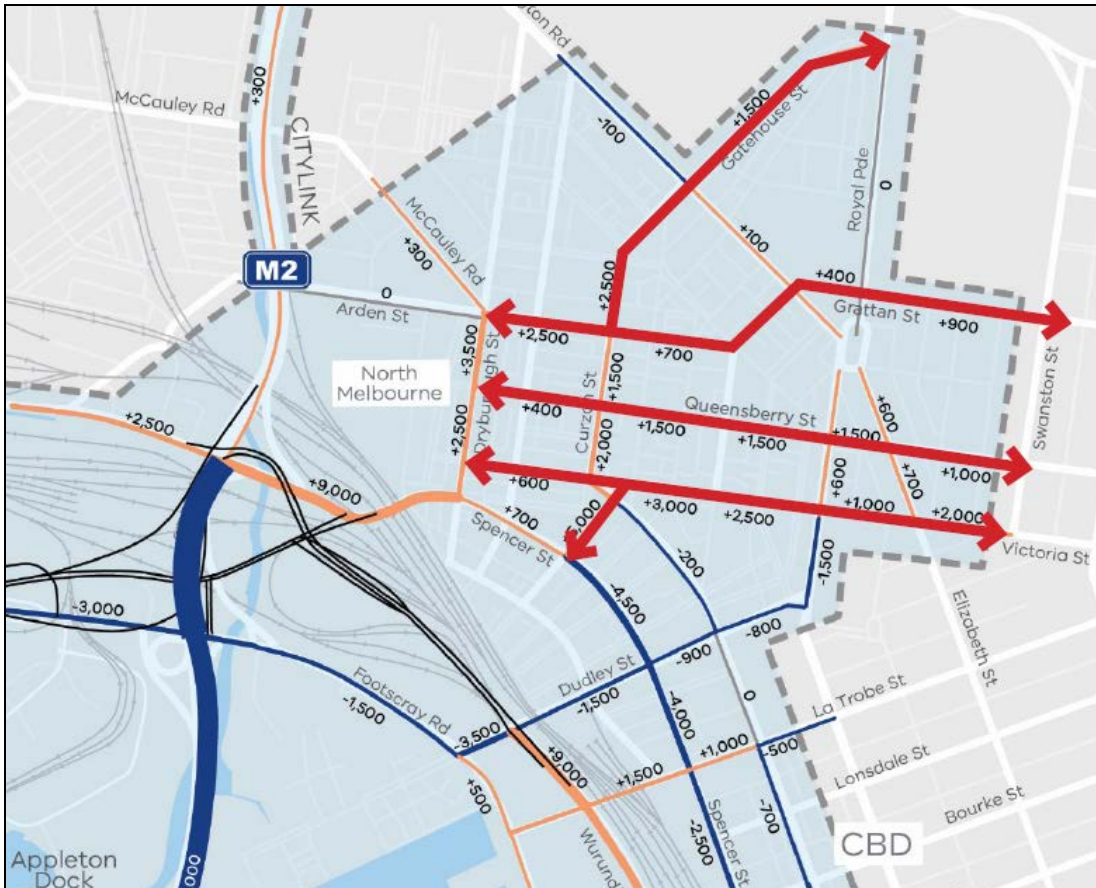 gton Rd
+300
McCauley Rd
CITYLINK
-100
+1,500
Gatehouse St
Royal Pde
0
M2
McCauley Rd
+300
+100
+2,500
0
Arden St
+400
Grattan St
+900
+2,500
+700
+3,500
Dryburgh St
+2,500
North
Melbourne
Curzon St
+1,500
+2,000
Swanston St
Queensberry St
+400
+1,500
+1,500
+1,500
+1,000
+600
+700
+600
+2,500
+9,000
+600
+3,000
+2,500
+1,000
+2,000
Victoria St
+700
Spencer St
-200
-1,500
-4,500
-3,000
Footscray Rd
-1,500
Dudley St
-900
-800
-1,500
-3,500
+9,000
-4,000
0
Elizabeth St
La Trobe St
+1,000
-500
+1,500
Lonsdale St
+500
Spencer St
-2,500
-700
Bourke St
Wurund
CBD
Appleton
Dock
000